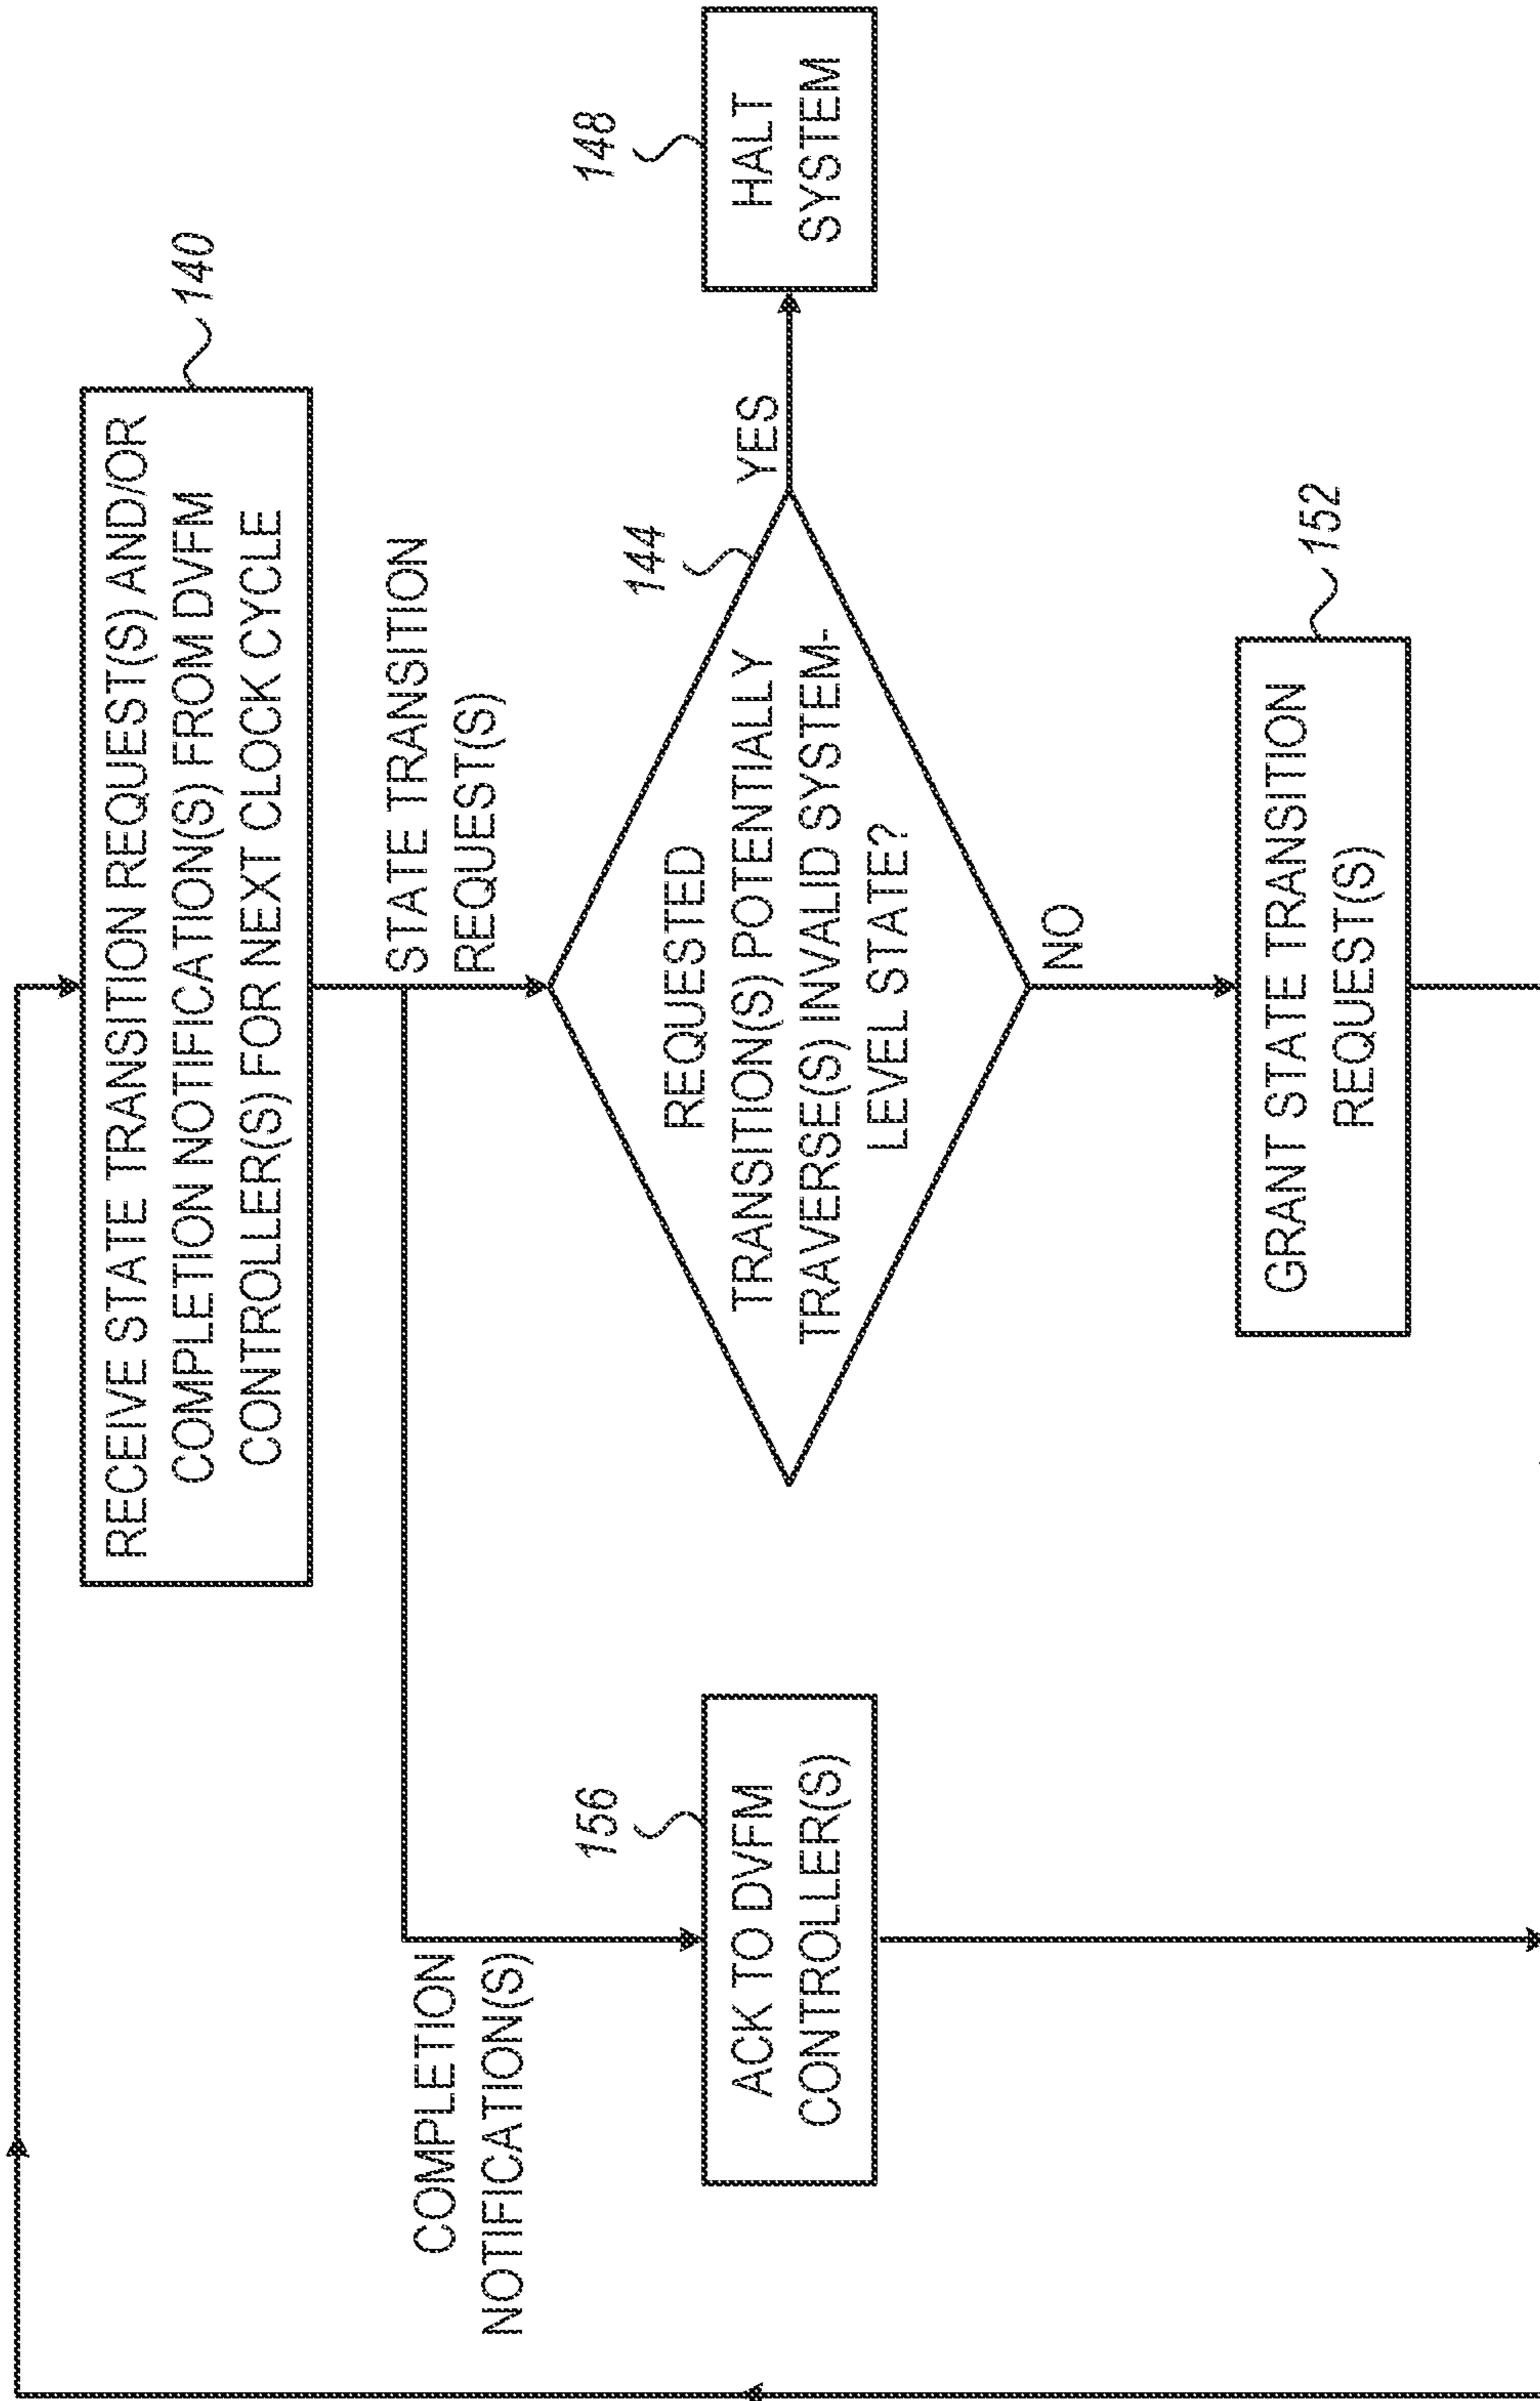 RECEIVE STATE TRANSITION REQUEST(S) AND/OR
COMPLETION NOTIFICATION(S) FROM DVFM
CONTROLLER(S) FOR NEXT CLOCK CYCLE
140
STATE TRANSITION
REQUEST(S)
COMPLETION
NOTIFICATION(S)
156
ACK TO DVFM
CONTROLLER(S)
144
REQUESTED
TRANSITION(S) POTENTIALLY
TRAVERSE(S) INVALID SYSTEM-
LEVEL STATE?
YES
148
HALT
SYSTEM
NO
GRANT STATE TRANSITION
REQUEST(S)
152